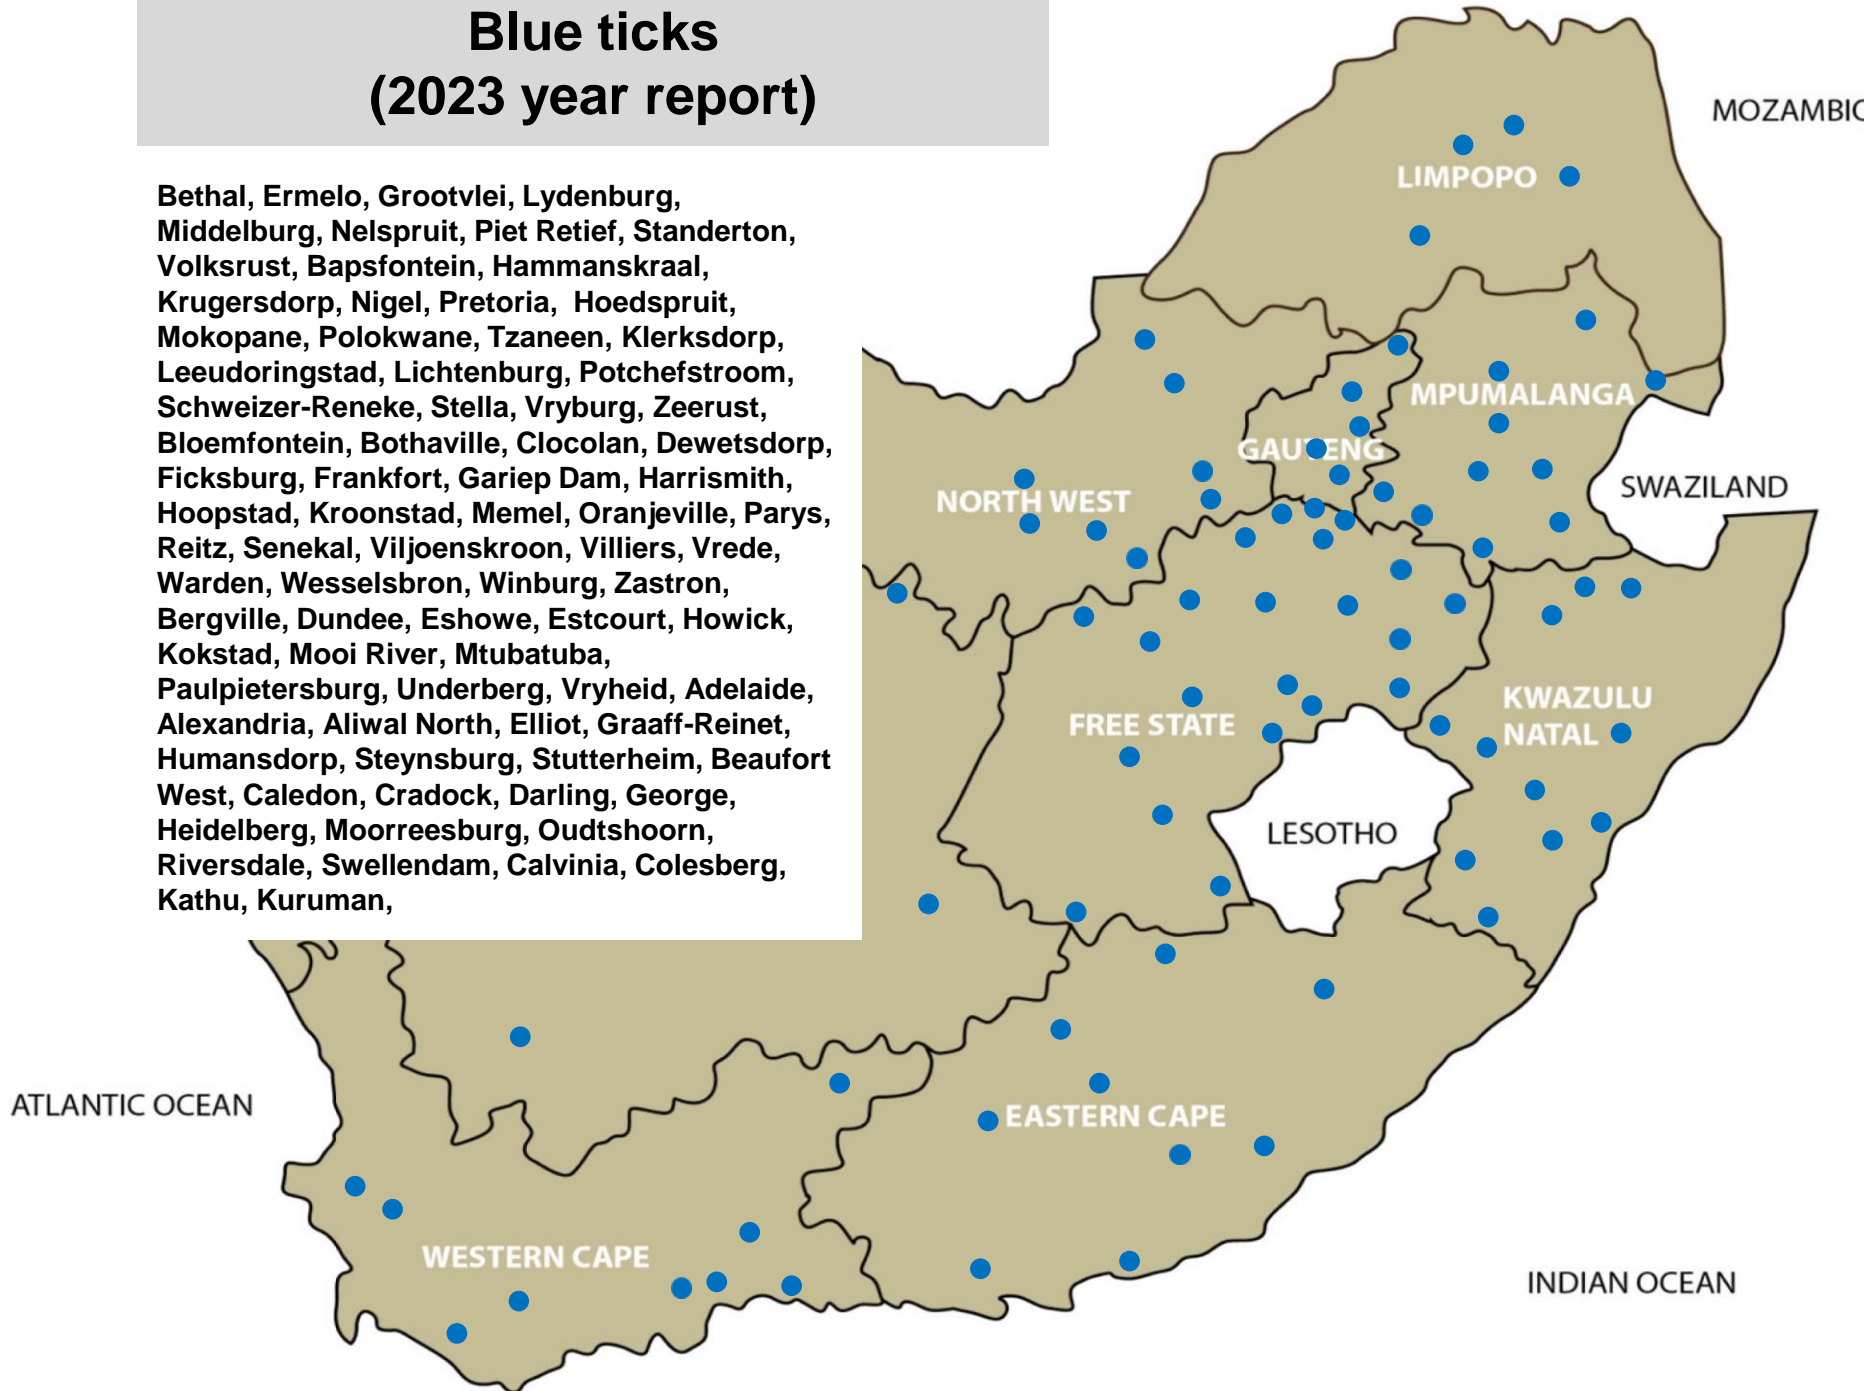 Blue ticks
(2023 year report)
Bethal, Ermelo, Grootvlei, Lydenburg,
Middelburg, Nelspruit, Piet Retief, Standerton,
Volksrust, Bapsfontein, Hammanskraal,
Krugersdorp, Nigel, Pretoria, Hoedspruit,
Mokopane, Polokwane, Tzaneen, Klerksdorp,
Leeudoringstad, Lichtenburg, Potchefstroom,
Schweizer-Reneke, Stella, Vryburg, Zeerust,
Bloemfontein, Bothaville, Clocolan, Dewetsdorp,
Ficksburg, Frankfort, Gariep Dam, Harrismith,
Hoopstad, Kroonstad, Memel, Oranjeville, Parys,
Reitz, Senekal, Viljoenskroon, Villiers, Vrede,
Warden, Wesselsbron, Winburg, Zastron,
Bergville, Dundee, Eshowe, Estcourt, Howick,
Kokstad, Mooi River, Mtubatuba,
Paulpietersburg, Underberg, Vryheid, Adelaide,
Alexandria, Aliwal North, Elliot, Graaff-Reinet,
Humansdorp, Steynsburg, Stutterheim, Beaufort
West, Caledon, Cradock, Darling, George,
Heidelberg, Moorreesburg, Oudtshoorn,
Riversdale, Swellendam, Calvinia, Colesberg,
Kathu, Kuruman,
MOZAMBIC
LIMPOPO
MPUMALANGA
GAUTENG
SWAZILAND
NORTH WEST
KWAZULU
NATAL
FREE STATE
LESOTHO
ATLANTIC OCEAN
EASTERN CAPE
WESTERN CAPE
INDIAN OCEAN